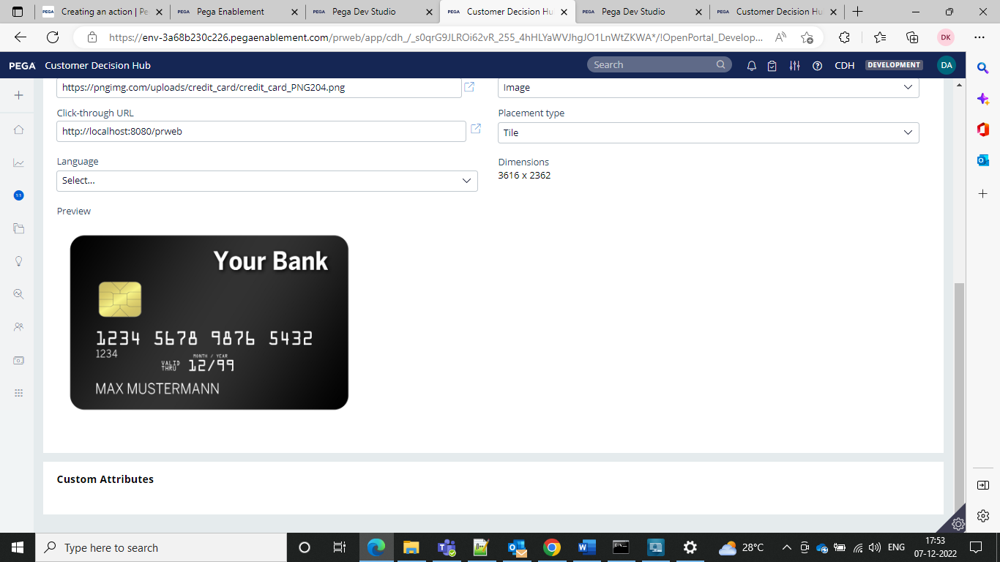 Creating an action | Pe
Pega Enablement
Pega Dev Studio
Customer Decision Hu
Pega Dev Studio
Customer Decision Hu
https://env-3a68b230c226.pegaenablement.com/prweb/app/cdh_/_s0qrG9JLROi62vR_255_4hHLYaWVJhgJO1LnWtZKWA*/!OpenPortal_Develop...
DK
PEGA Customer Decision Hub
Search
CDH
DEVELOPMENT
DA
https://pngimg.com/uploads/credit_card/credit_card_PNG204.png
Image
Click-through URL
Placement type
http://localhost:8080/prweb
Tile
Language
Dimensions
Select...
3616 x 2362
Preview
Your Bank
1234 5678 9876 5432
1234
MONTH / YEAR
VALID THRU 12/99
MAX MUSTERMANN
Custom Attributes
Type here to search
28°C
ENG
17:53
07-12-2022